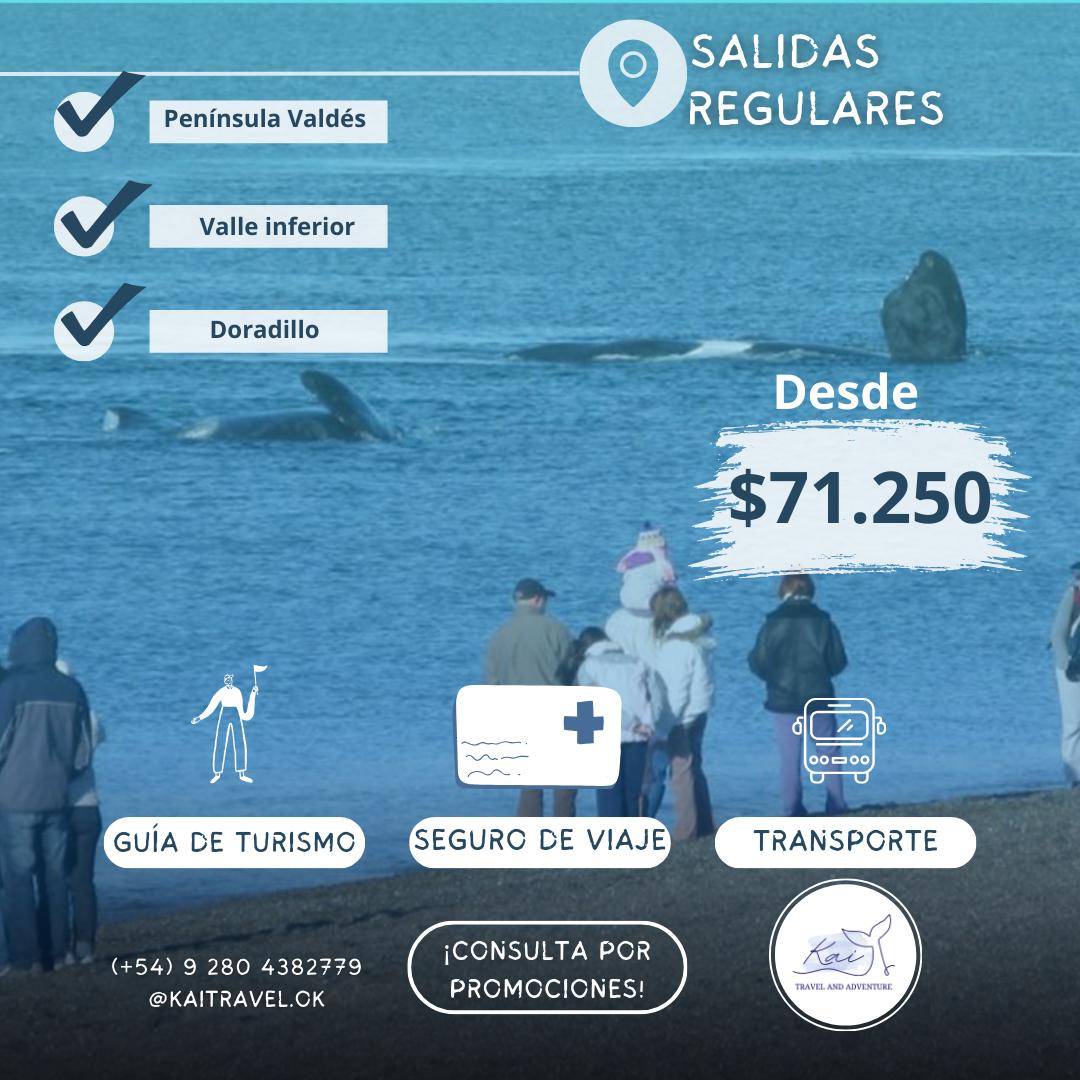 SALIDAS
REGULARES
Península Valdés
Valle inferior
Doradillo
Desde
$71.250
GUÍA DE TURISMO
SEGURO DE VIAJE
TRANSPORTE
(+54) 9 280 4382779
@KAITRAVEL.OK
¡CONSULTA POR
PROMOCIONES!
Kai
TRAVEL AND ADVENTURE